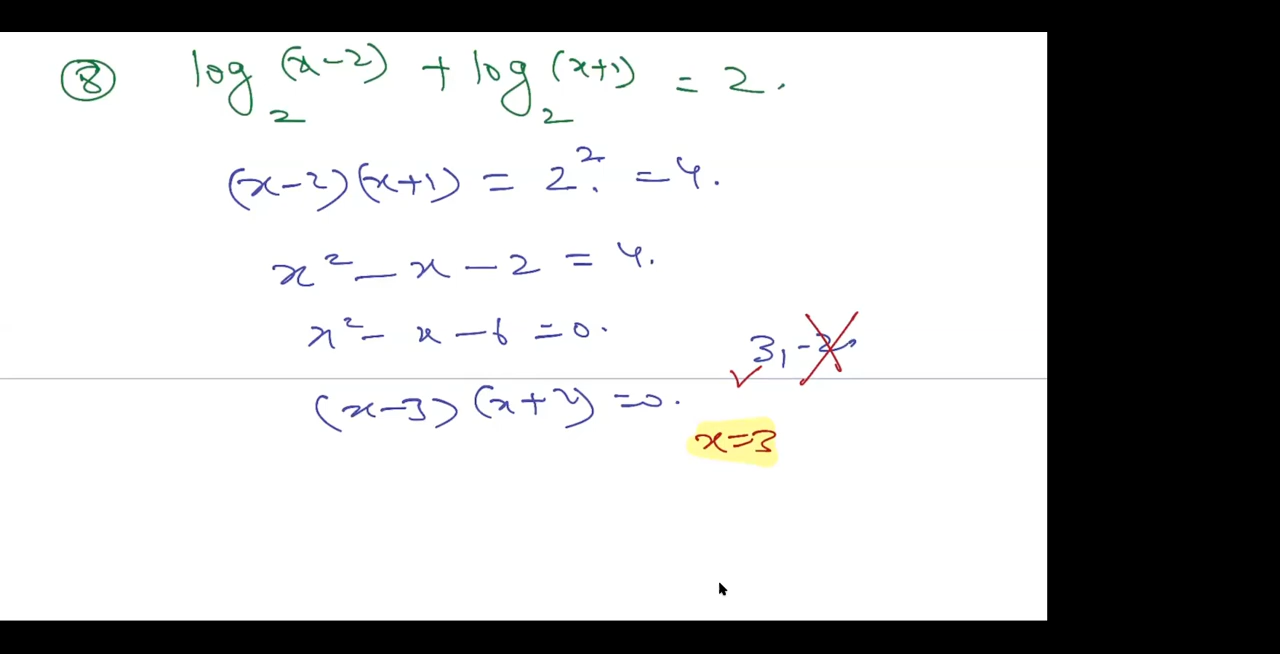 ⑧ log₂(x-2) + log₂(x+1) = 2.
(x-2)(x+1) = 2². = 4.
x² - x - 2 = 4.
x² - x - 6 = 0.
3, -2
(x-3)(x+2) = 0.
x=3